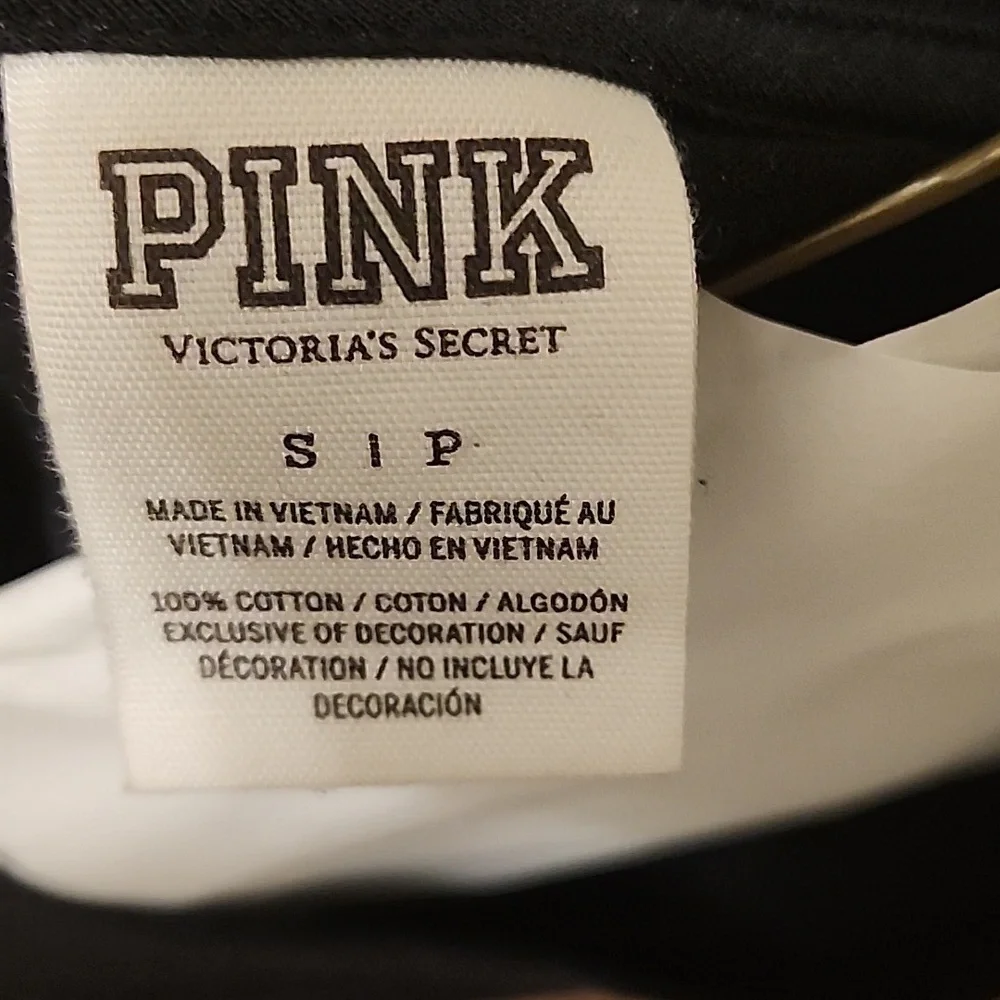 PINK
VICTORIA'S SECRET
S | P
MADE IN VIETNAM / FABRIQUÉ AU
VIETNAM / HECHO EN VIETNAM
100% COTTON / COTON / ALGODÓN
EXCLUSIVE OF DECORATION / SAUF
DÉCORATION / NO INCLUYE LA
DECORACIÓN